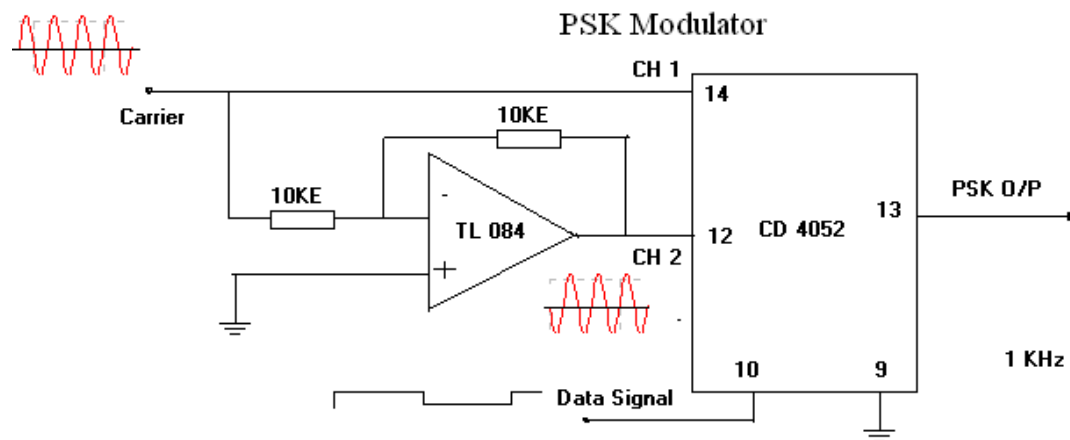 PSK Modulator
CH 1
14
Carrier
10KE
10KE
-
TL 084
+
12
CH 2
CD 4052
13
PSK O/P
10
9
1 KHz
Data Signal